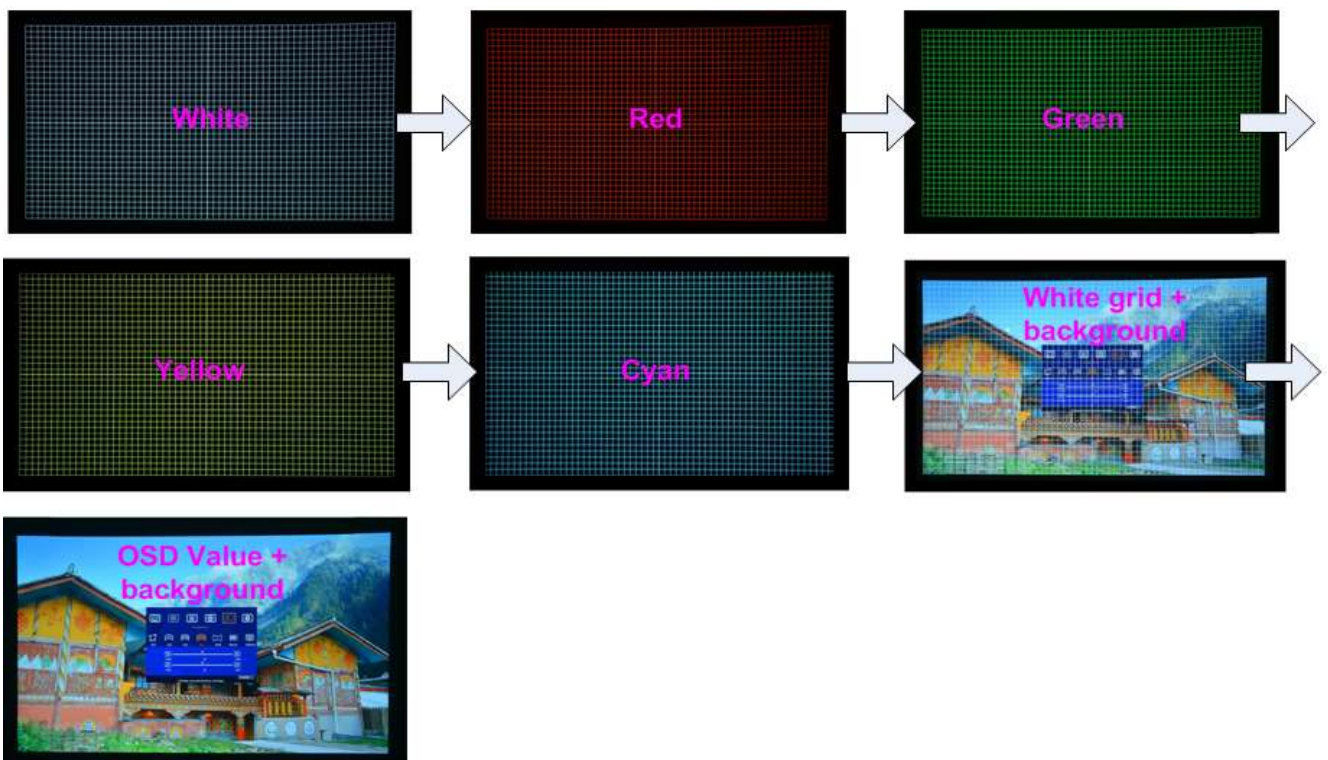 White
Red
Green
Yellow
Cyan
White grid +
background
OSD Value +
background